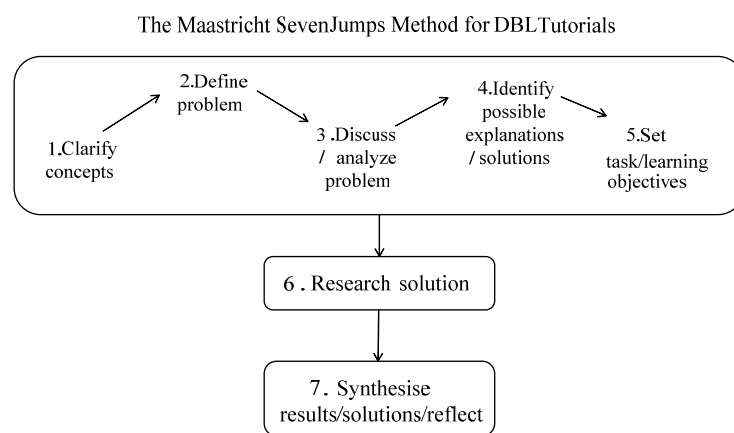 The Maastricht SevenJumps Method for DBLTutorials
1.Clarify
concepts
2.Define
problem
3.Discuss
/ analyze
problem
4.Identify
possible
explanations
/ solutions
5.Set
task/learning
objectives
6. Research solution
7. Synthesise
results/solutions/reflect